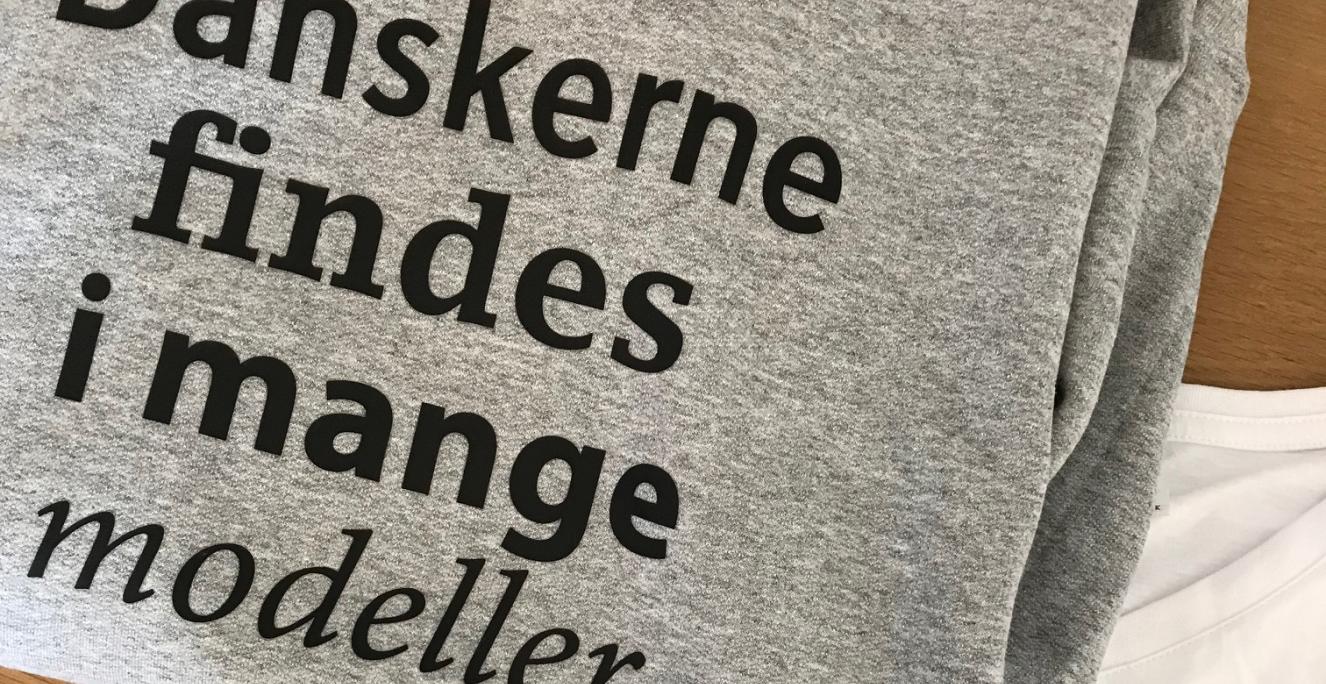 Danskerne
findes
i mange
modeller